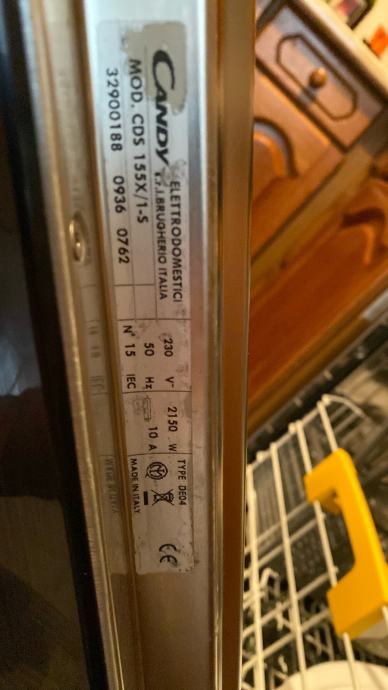 CANDY ELETTRODOMESTICI
BRUGHERIO ITALIA
MOD. CDS 155X/1-S
32900188 0936 0762
230 V~ 2150 W TYPE DE04
50 Hz 10 A
N° 15 IEC
MADE IN ITALY
CE